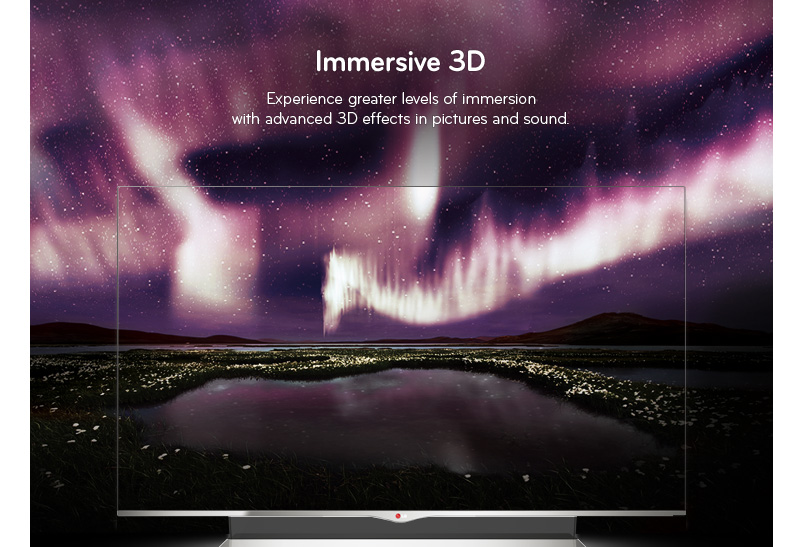 Immersive 3D
Experience greater levels of immersion
with advanced 3D effects in pictures and sound.